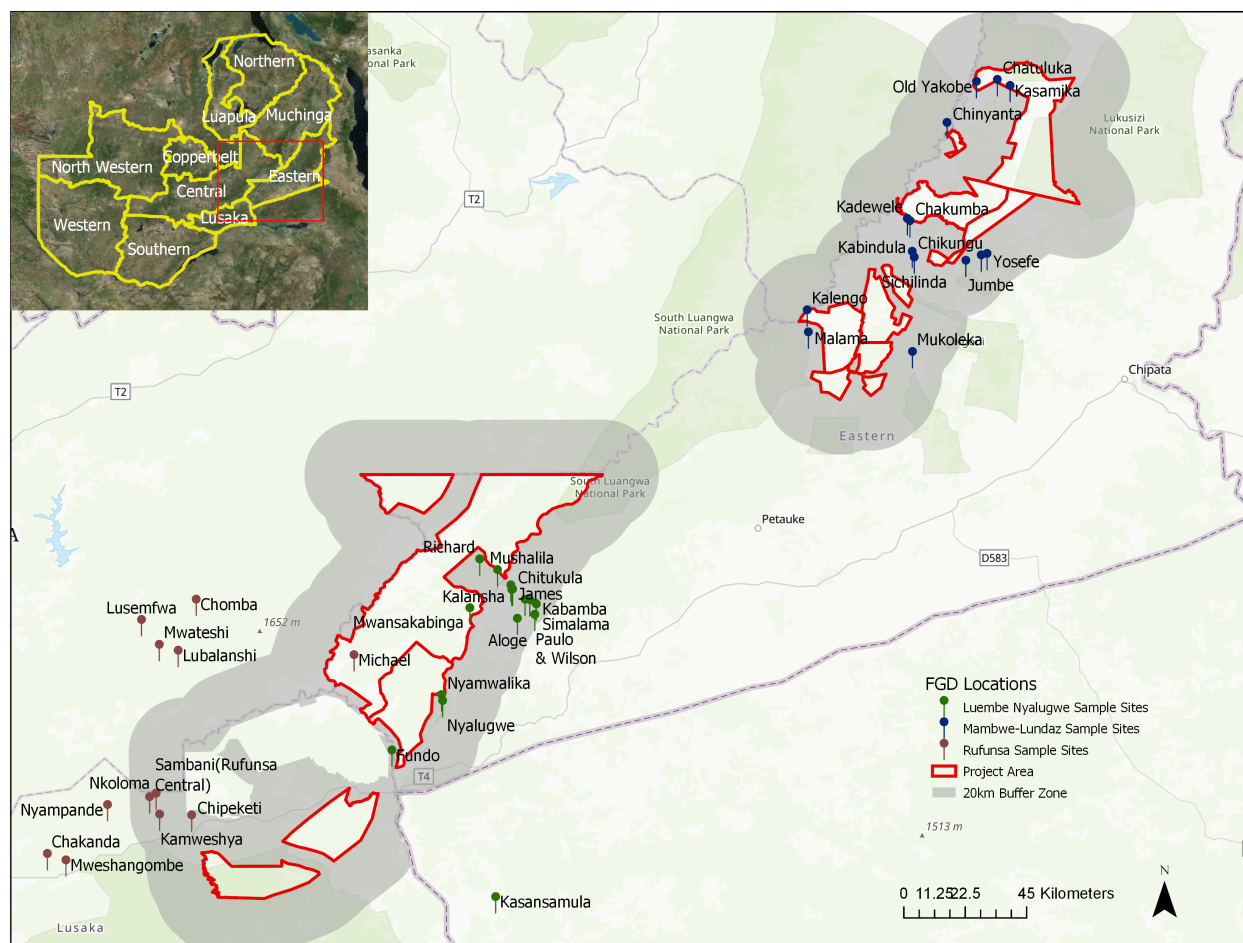 Northern
Luapula
Muchinga
Copperbelt
North Western
Eastern
Central
Lusaka
Western
Southern
asanka
onal Park
T2
Chatuluka
Old Yakobe
Kasamika
Chinyanta
Lukusizi
National Park
Kadewele
Chakumba
Kabindula
Chikungu
Yosefe
Sichilinda
Jumbe
Kalengo
South Luangwa
National Park
Malama
Mukoleka
Chipata
T2
Eastern
South Luangwa
National Park
Petauke
A
Richard
Mushalila
D583
Chitukula
James
Kalansha
Lusemfwa
Chomba
Kabamba
Mwansakabinga
Simalama
1652 m
Mwateshi
Aloge
Paulo
& Wilson
Lubalanshi
Michael
Nyamwalika
Nyalugwe
FGD Locations
Luembe Nyalugwe Sample Sites
Mambwe-Lundaz Sample Sites
Rufunsa Sample Sites
Project Area
20km Buffer Zone
Fundo
T4
Sambani(Rufunsa
Central)
Nkoloma
Nyampande
Chipeketi
Kamweshya
1513 m
Chakanda
Mweshangombe
N
0 11.25 22.5 45 Kilometers
Kasansamula
Lusaka